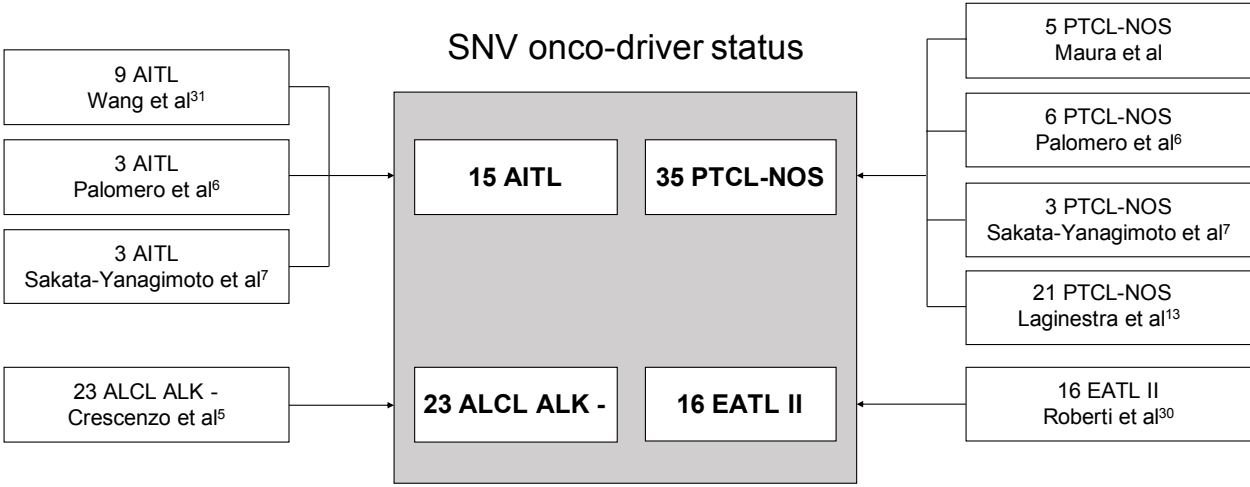 SNV onco-driver status
9 AITL
Wang et al31
3 AITL
Palomero et al6
3 AITL
Sakata-Yanagimoto et al7
23 ALCL ALK -
Crescenzo et al5
15 AITL
35 PTCL-NOS
23 ALCL ALK -
16 EATL II
5 PTCL-NOS
Maura et al
6 PTCL-NOS
Palomero et al6
3 PTCL-NOS
Sakata-Yanagimoto et al7
21 PTCL-NOS
Laginestra et al13
16 EATL II
Roberti et al30